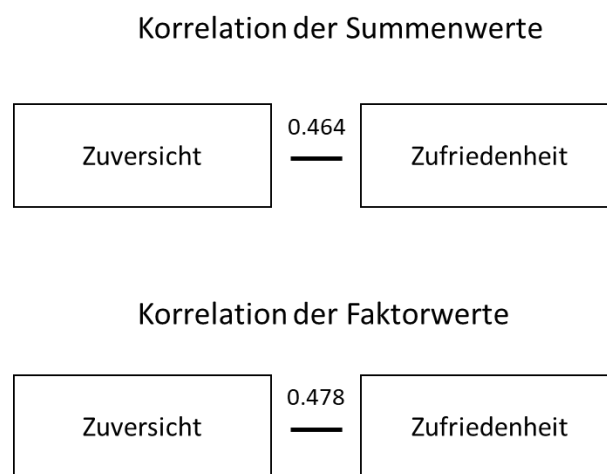 Korrelation der Summenwerte
Zuversicht 0.464 Zufriedenheit
Korrelation der Faktorwerte
Zuversicht 0.478 Zufriedenheit